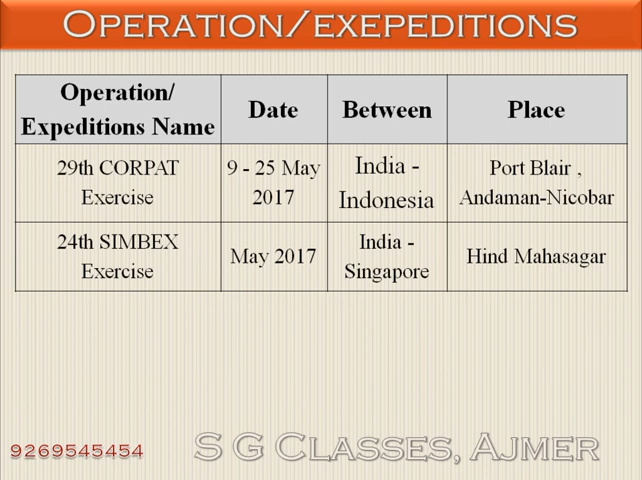 OPERATION/EXEPEDITIONS
Operation/
Expeditions Name
Date
Between
Place
29th CORPAT
Exercise
9 - 25 May
2017
India -
Indonesia
Port Blair ,
Andaman-Nicobar
24th SIMBEX
Exercise
May 2017
India -
Singapore
Hind Mahasagar
9269545454
S G CLASSES, AJMER